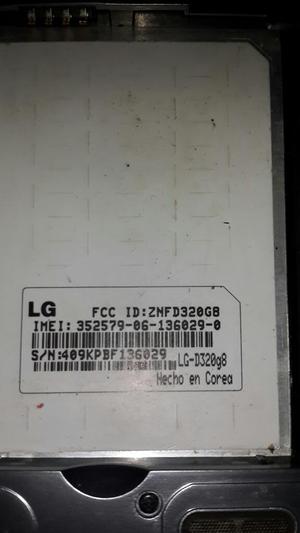 LG FCC ID:ZNFD320G8
IMEI: 352579-06-136029-0
S/N:409KPBF136029
LG-D320g8
Hecho en Corea